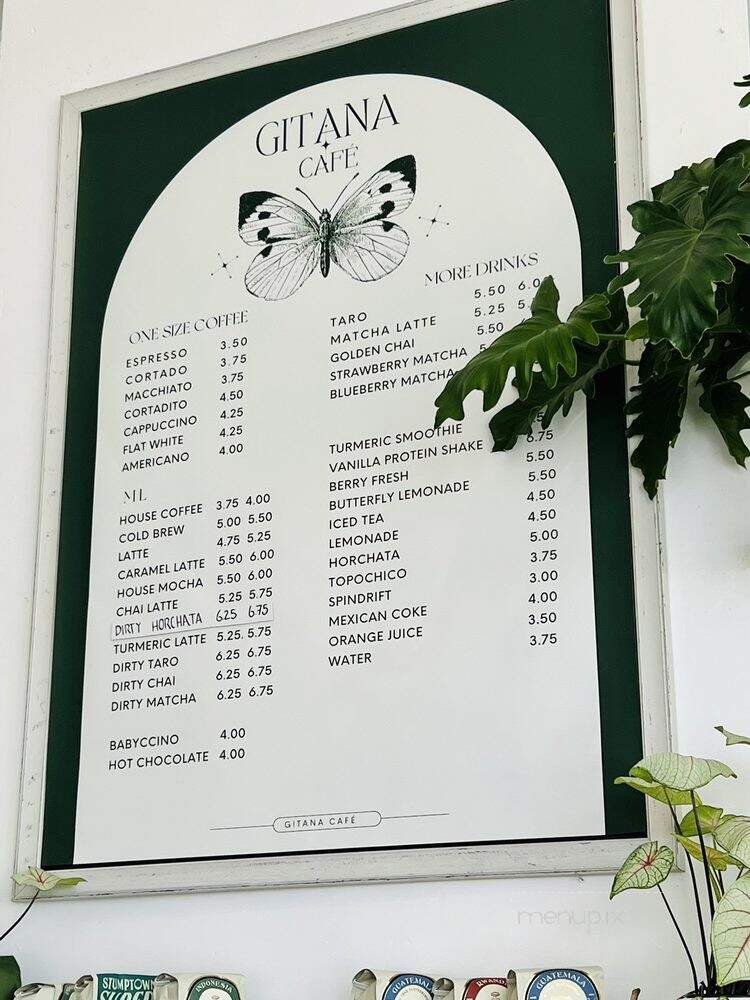 GITANA
CAFÉ
ONE SIZE COFFEE
ESPRESSO 3.50
CORTADO 3.75
MACCHIATO 3.75
CORTADITO 4.50
CAPPUCCINO 4.25
FLAT WHITE 4.25
AMERICANO 4.00
M L
HOUSE COFFEE 3.75 4.00
COLD BREW 5.00 5.50
LATTE 4.75 5.25
CARAMEL LATTE 5.50 6.00
HOUSE MOCHA 5.50 6.00
CHAI LATTE 5.25 5.75
DIRTY HORCHATA 6.25 6.75
TURMERIC LATTE 5.25 5.75
DIRTY TARO 6.25 6.75
DIRTY CHAI 6.25 6.75
DIRTY MATCHA 6.25 6.75
BABYCCINO 4.00
HOT CHOCOLATE 4.00
MORE DRINKS
TARO 5.50
MATCHA LATTE 5.25
GOLDEN CHAI 5.50
STRAWBERRY MATCHA
BLUEBERRY MATCHA
TURMERIC SMOOTHIE
VANILLA PROTEIN SHAKE 6.75
BERRY FRESH 5.50
BUTTERFLY LEMONADE 5.50
ICED TEA 4.50
LEMONADE 4.50
HORCHATA 5.00
TOPOCHICO 3.75
SPINDRIFT 3.00
MEXICAN COKE 4.00
ORANGE JUICE 3.50
WATER 3.75
GITANA CAFÉ
menupix
STUMPTOWN
INDONESIA
GUATEMALA
RWANDA
GUATEMALA